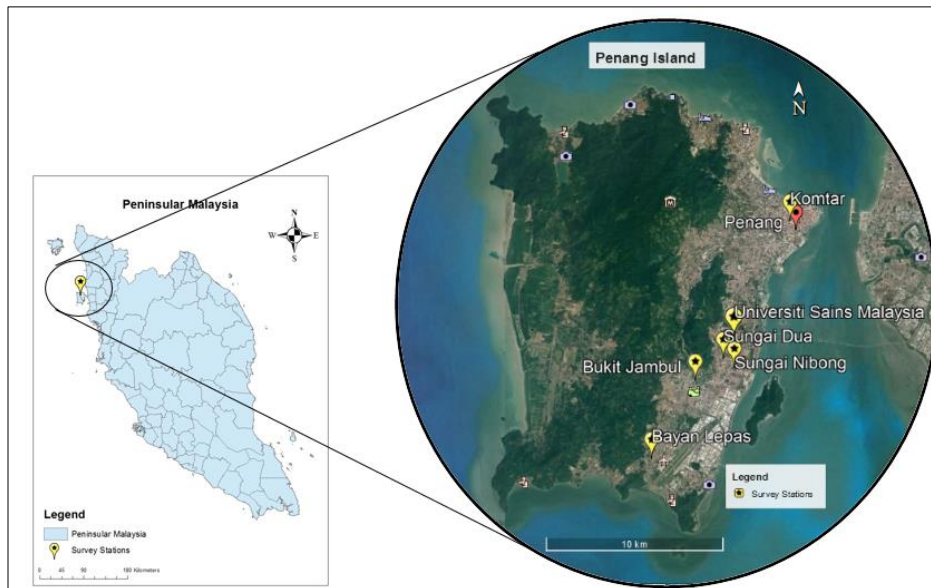 Peninsular Malaysia
N
W
E
S
Legend
Peninsular Malaysia
Survey Stations
0 45 90 180 Kilometers
Penang Island
N
Komtar
Penang
Universiti Sains Malaysia
Sungai Dua
Sungai Nibong
Bukit Jambul
Bayan Lepas
Legend
Survey Stations
10 km